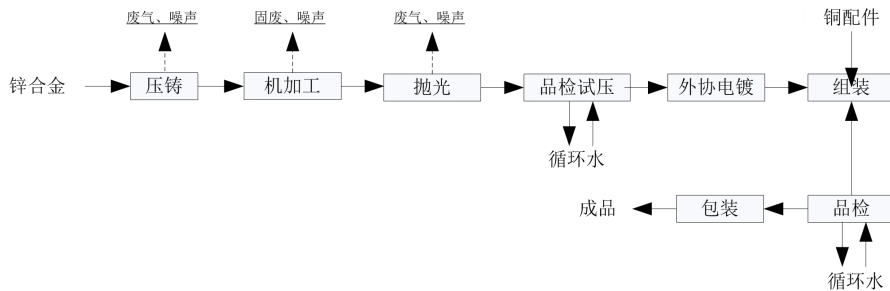 废气、噪声
固废、噪声
废气、噪声
铜配件
锌合金
压铸
机加工
抛光
品检试压
外协电镀
组装
循环水
成品
包装
品检
循环水